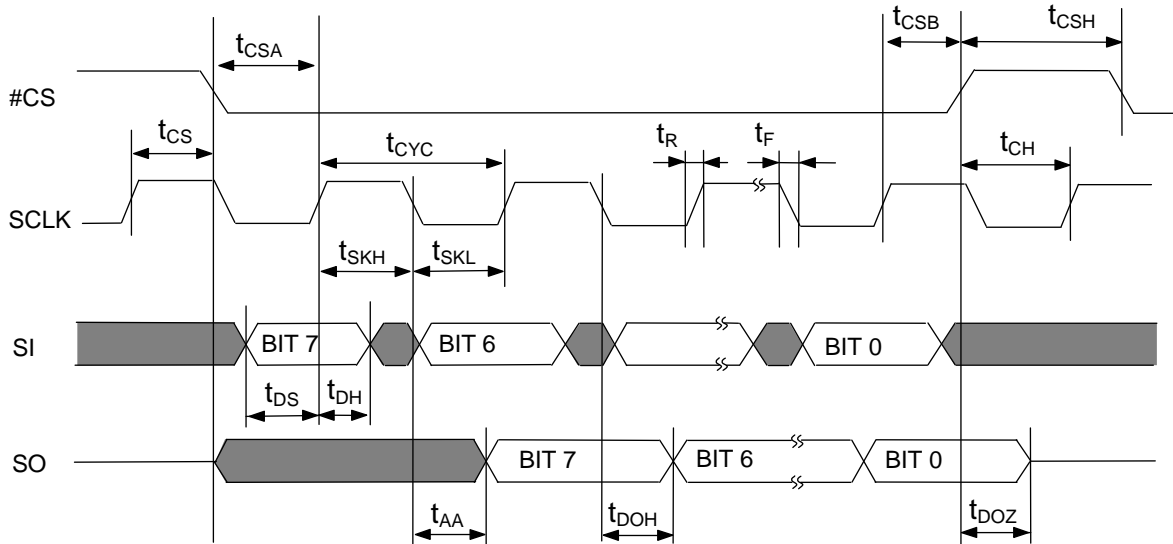 tCSA
tCSB
tCSH
#CS
tCS
tCYC
tR
tF
tCH
SCLK
tSKH
tSKL
SI
BIT 7
BIT 6
BIT 0
tDS
tDH
SO
BIT 7
BIT 6
BIT 0
tAA
tDOH
tDOZ